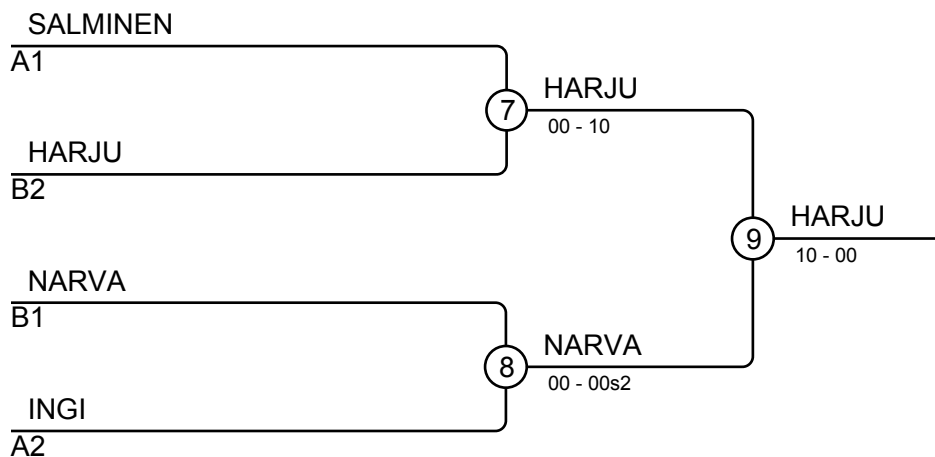 SALMINEN
A1
7
HARJU
00 - 10
HARJU
B2
9
HARJU
10 - 00
NARVA
B1
8
NARVA
00 - 00s2
INGI
A2